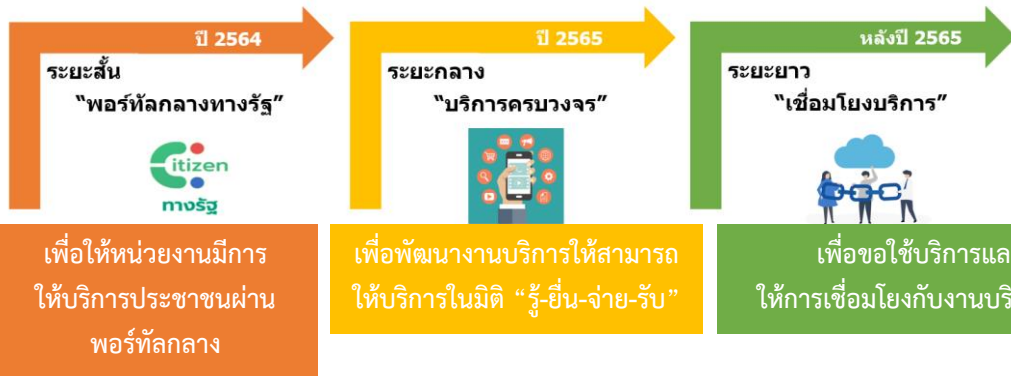 ปี 2564
ระยะสั้น
“พอร์ทัลกลางทางรัฐ”
itizen
ทางรัฐ
เพื่อให้หน่วยงานมีการ
ให้บริการประชาชนผ่าน
พอร์ทัลกลาง
ปี 2565
ระยะกลาง
“บริการครบวงจร”
เพื่อพัฒนางานบริการให้สามารถ
ให้บริการในมิติ “รู้-ยื่น-จ่าย-รับ”
หลังปี 2565
ระยะยาว
“เชื่อมโยงบริการ”
เพื่อขอใช้บริการแล
ให้การเชื่อมโยงกับงานบริ